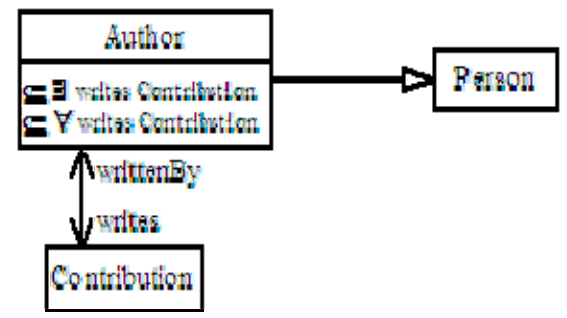 Author
⊑ ∃ writes Contribution
⊑ ∀ writes Contribution
Person
writtenBy
writes
Contribution